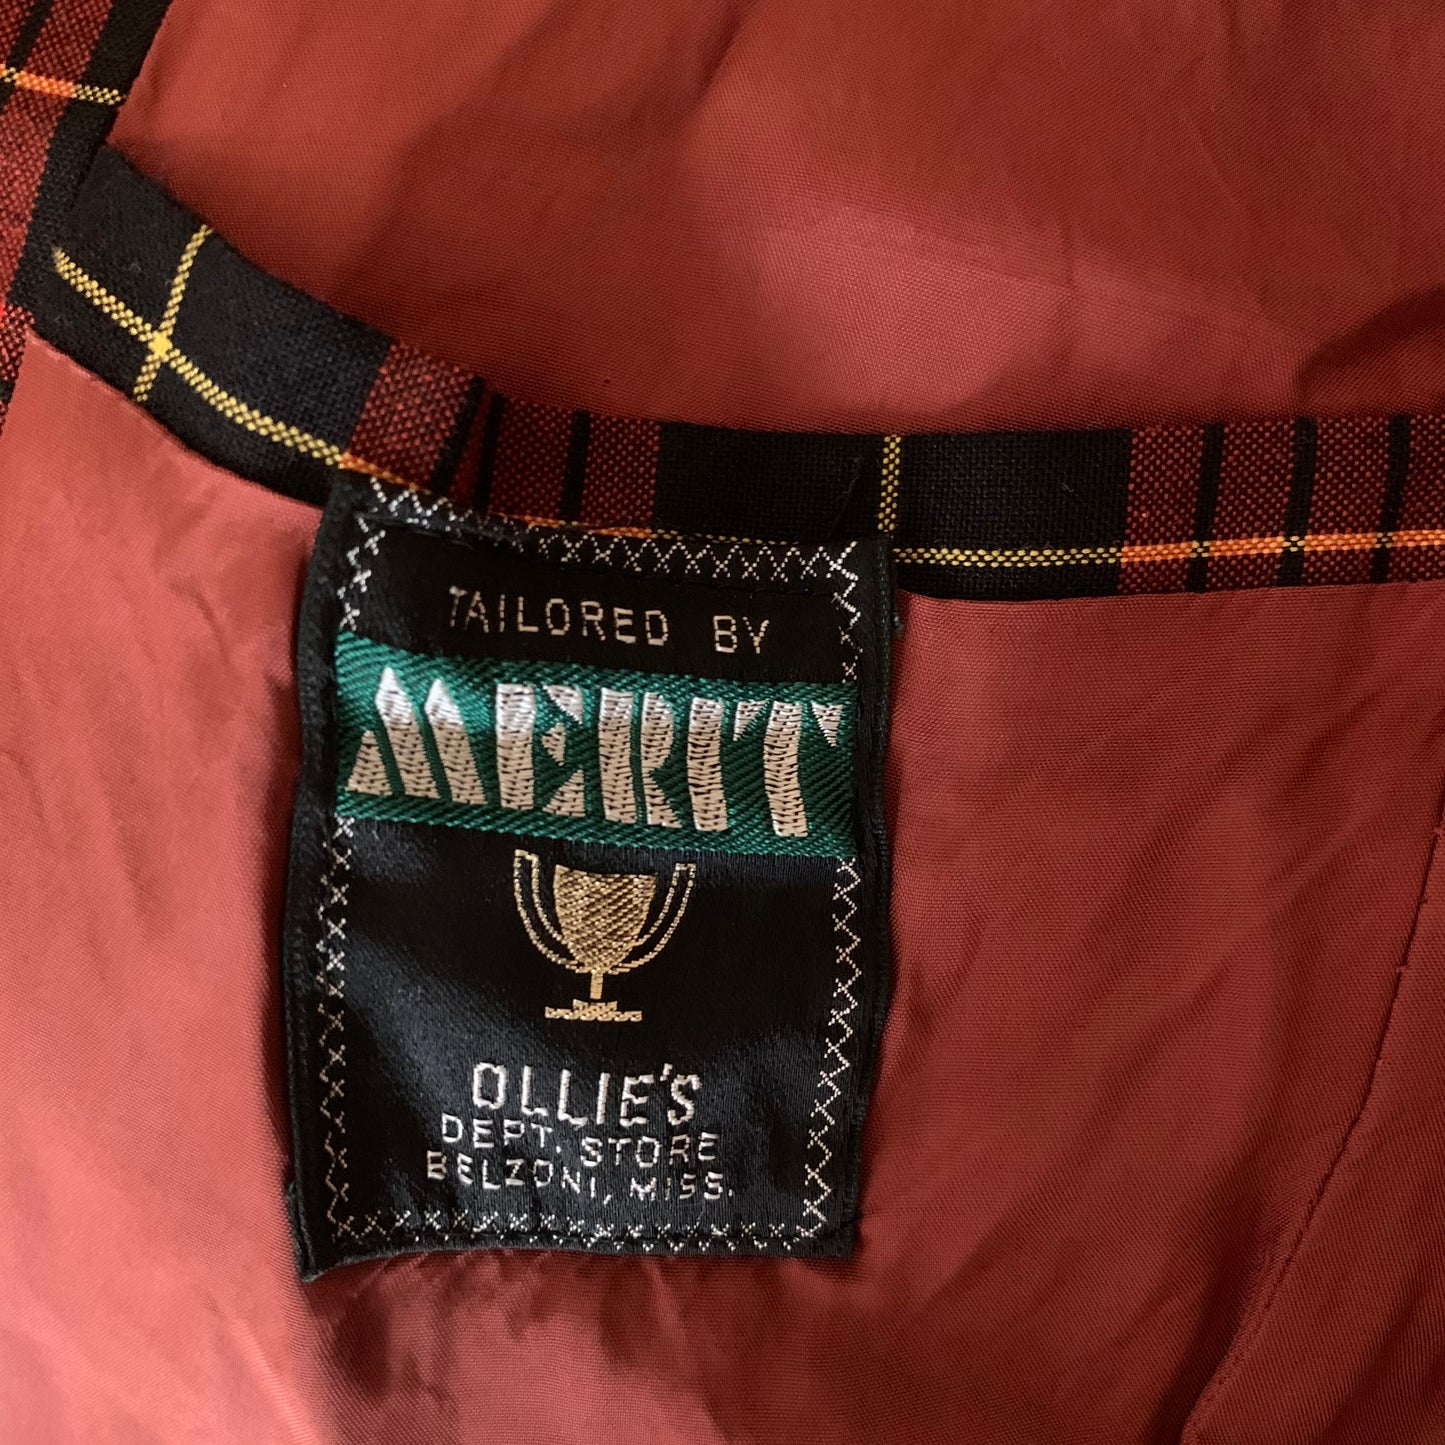 TAILORED BY
MERIT
OLLIE'S
DEPT. STORE
BELZONI, MISS.